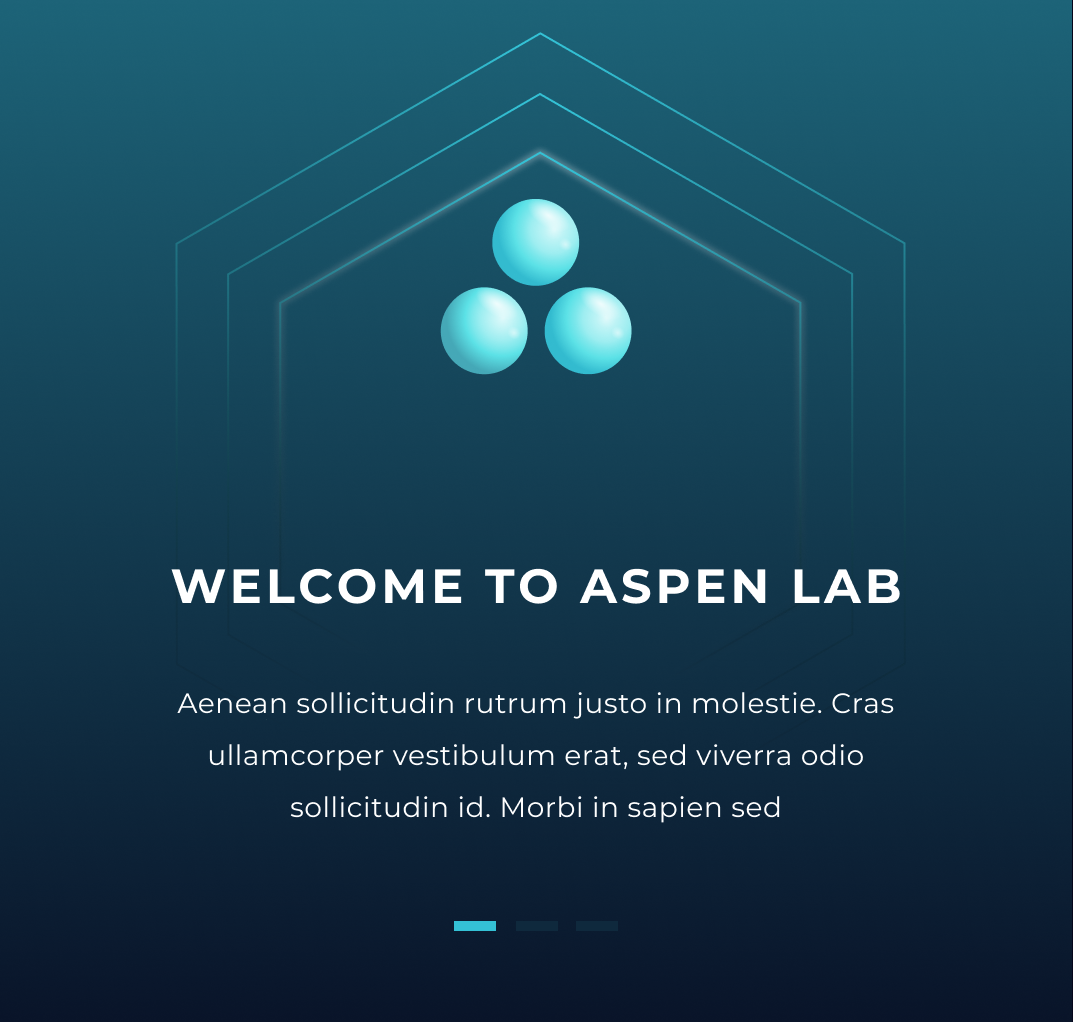 WELCOME TO ASPEN LAB
Aenean sollicitudin rutrum justo in molestie. Cras
ullamcorper vestibulum erat, sed viverra odio
sollicitudin id. Morbi in sapien sed